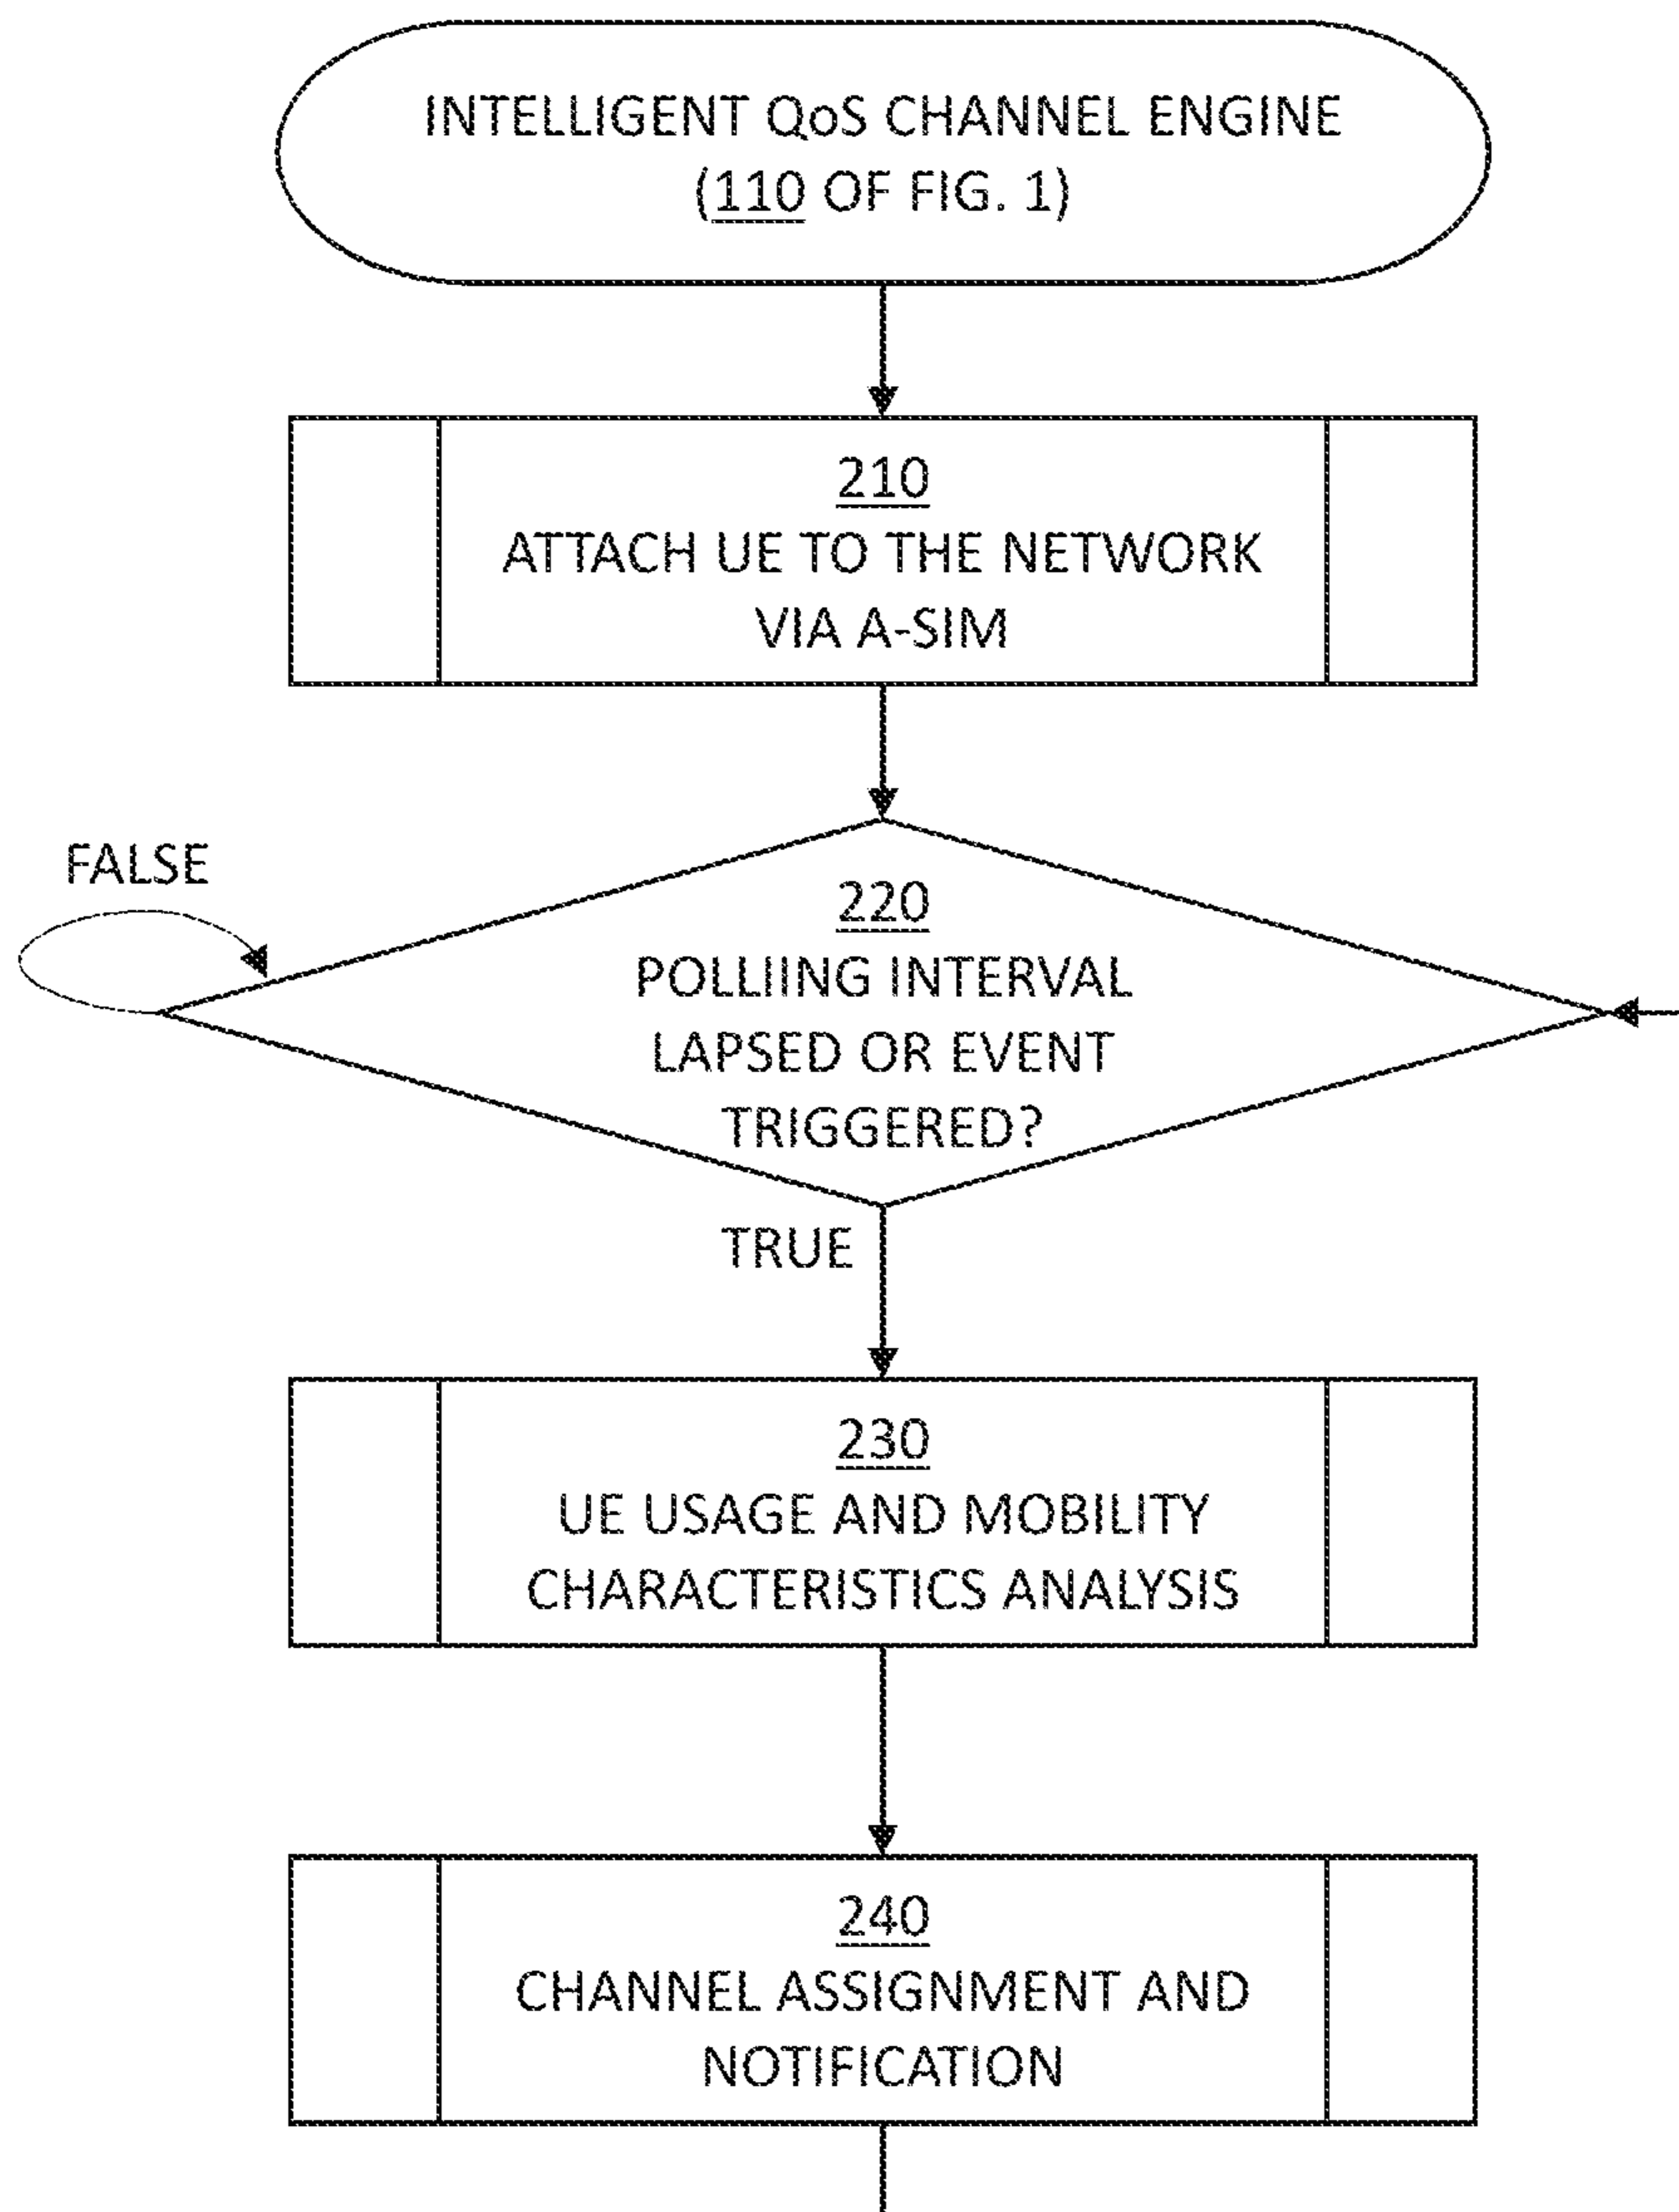 INTELLIGENT QoS CHANNEL ENGINE
(110 OF FIG. 1)
210
ATTACH UE TO THE NETWORK
VIA A-SIM
FALSE
220
POLLIING INTERVAL
LAPSED OR EVENT
TRIGGERED?
TRUE
230
UE USAGE AND MOBILITY
CHARACTERISTICS ANALYSIS
240
CHANNEL ASSIGNMENT AND
NOTIFICATION